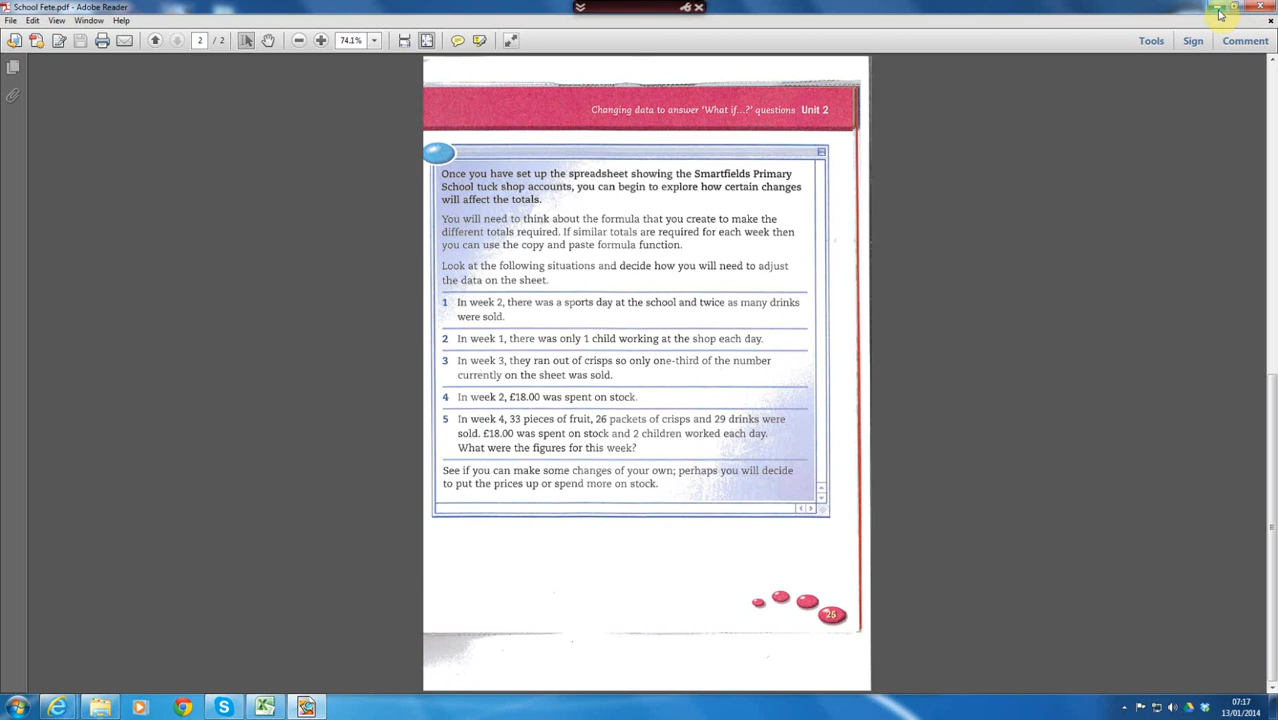 School Fete.pdf - Adobe Reader
File Edit View Window Help
2 / 2 74.1% Tools Sign Comment
Changing data to answer 'What if...?' questions Unit 2
Once you have set up the spreadsheet showing the Smartfields Primary
School tuck shop accounts, you can begin to explore how certain changes
will affect the totals.
You will need to think about the formula that you create to make the
different totals required. If similar totals are required for each week then
you can use the copy and paste formula function.
Look at the following situations and decide how you will need to adjust
the data on the sheet.
1 In week 2, there was a sports day at the school and twice as many drinks
were sold.
2 In week 1, there was only 1 child working at the shop each day.
3 In week 3, they ran out of crisps so only one-third of the number
currently on the sheet was sold.
4 In week 2, £18.00 was spent on stock.
5 In week 4, 33 pieces of fruit, 26 packets of crisps and 29 drinks were
sold. £18.00 was spent on stock and 2 children worked each day.
What were the figures for this week?
See if you can make some changes of your own; perhaps you will decide
to put the prices up or spend more on stock.
25
07:17
13/01/2014